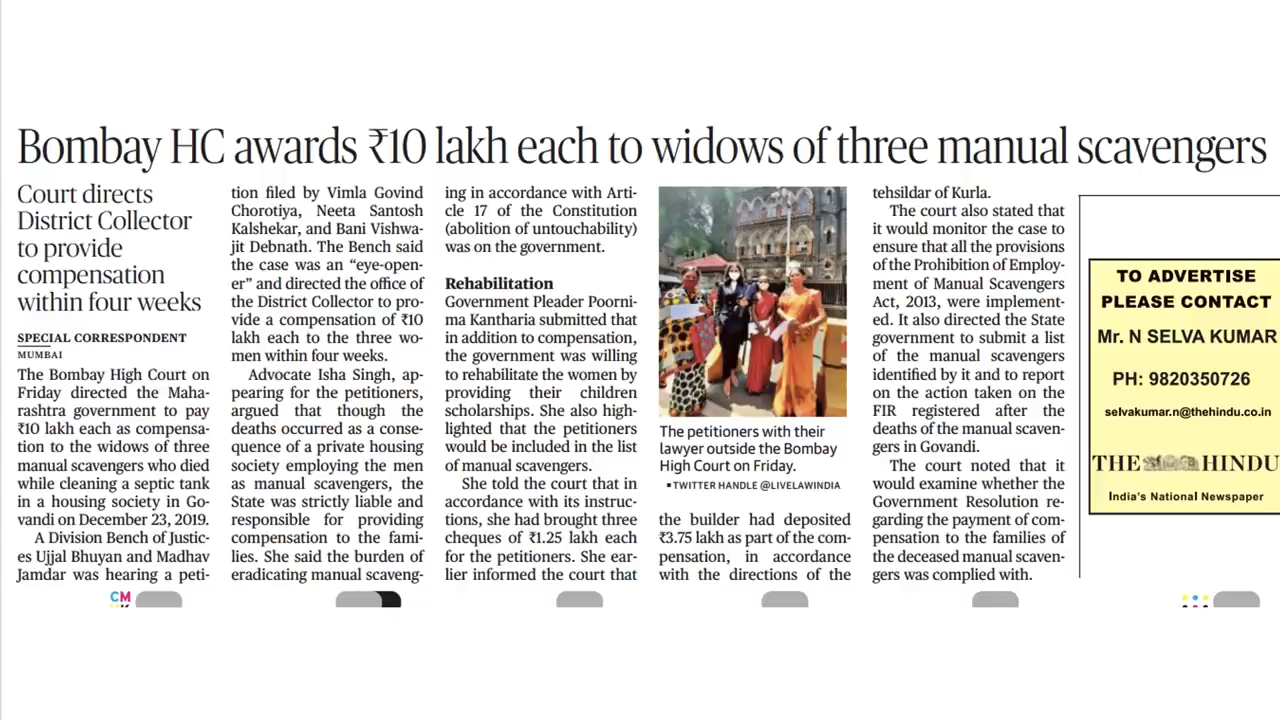 Bombay HC awards ₹10 lakh each to widows of three manual scavengers
Court directs
District Collector
to provide
compensation
within four weeks
SPECIAL CORRESPONDENT
MUMBAI
The Bombay High Court on
Friday directed the Maha-
rashtra government to pay
₹10 lakh each as compensa-
tion to the widows of three
manual scavengers who died
while cleaning a septic tank
in a housing society in Go-
vandi on December 23, 2019.
A Division Bench of Justic-
es Ujjal Bhuyan and Madhav
Jamdar was hearing a peti-
tion filed by Vimla Govind
Chorotiya, Neeta Santosh
Kalshekar, and Bani Vishwa-
jit Debnath. The Bench said
the case was an “eye-open-
er” and directed the office of
the District Collector to pro-
vide a compensation of ₹10
lakh each to the three wo-
men within four weeks.
Advocate Isha Singh, ap-
pearing for the petitioners,
argued that though the
deaths occurred as a conse-
quence of a private housing
society employing the men
as manual scavengers, the
State was strictly liable and
responsible for providing
compensation to the fami-
lies. She said the burden of
eradicating manual scaveng-
ing in accordance with Arti-
cle 17 of the Constitution
(abolition of untouchability)
was on the government.
Rehabilitation
Government Pleader Poorni-
ma Kantharia submitted that
in addition to compensation,
the government was willing
to rehabilitate the women by
providing their children
scholarships. She also high-
lighted that the petitioners
would be included in the list
of manual scavengers.
She told the court that in
accordance with its instruc-
tions, she had brought three
cheques of ₹1.25 lakh each
for the petitioners. She ear-
lier informed the court that
The petitioners with their
lawyer outside the Bombay
High Court on Friday.
▪TWITTER HANDLE @LIVELAWINDIA
the builder had deposited
₹3.75 lakh as part of the com-
pensation, in accordance
with the directions of the
tehsildar of Kurla.
The court also stated that
it would monitor the case to
ensure that all the provisions
of the Prohibition of Employ-
ment of Manual Scavengers
Act, 2013, were implement-
ed. It also directed the State
government to submit a list
of the manual scavengers
identified by it and to report
on the action taken on the
FIR registered after the
deaths of the manual scaven-
gers in Govandi.
The court noted that it
would examine whether the
Government Resolution re-
garding the payment of com-
pensation to the families of
the deceased manual scaven-
gers was complied with.
TO ADVERTISE
PLEASE CONTACT
Mr. N SELVA KUMAR
PH: 9820350726
selvakumar.n@thehindu.co.in
THE HINDU
India's National Newspaper
CM